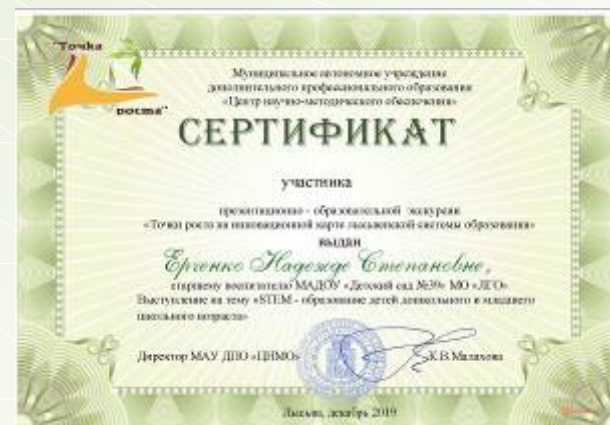 "Точка
роста"
Муниципальное автономное учреждение
дополнительного профессионального образования
«Центр научно-методического обеспечения»
СЕРТИФИКАТ
участника
презентационно - образовательной экскурсии
«Точки роста на инновационной карте лысьвенской системы образования»
выдан
Ерченко Надежде Степановне,
старшему воспитателю МАДОУ «Детский сад №39» МО «ЛГО»
Выступление на тему «STEM - образование детей дошкольного и младшего
школьного возраста»
Директор МАУ ДПО «ЦНМО»
К.В.Малахова
Лысьва, декабрь 2019